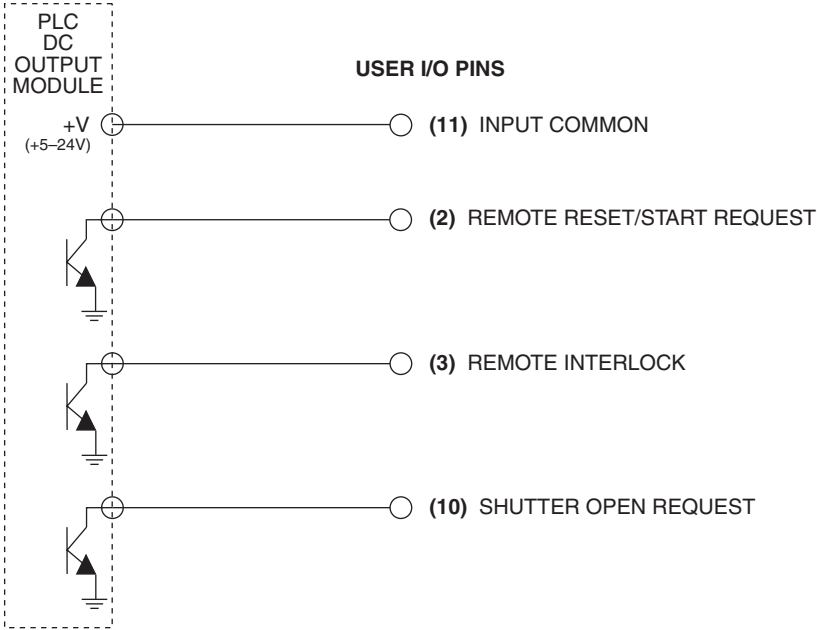 PLC
DC
OUTPUT
MODULE
USER I/O PINS
+V
(+5–24V)
(11) INPUT COMMON
(2) REMOTE RESET/START REQUEST
(3) REMOTE INTERLOCK
(10) SHUTTER OPEN REQUEST